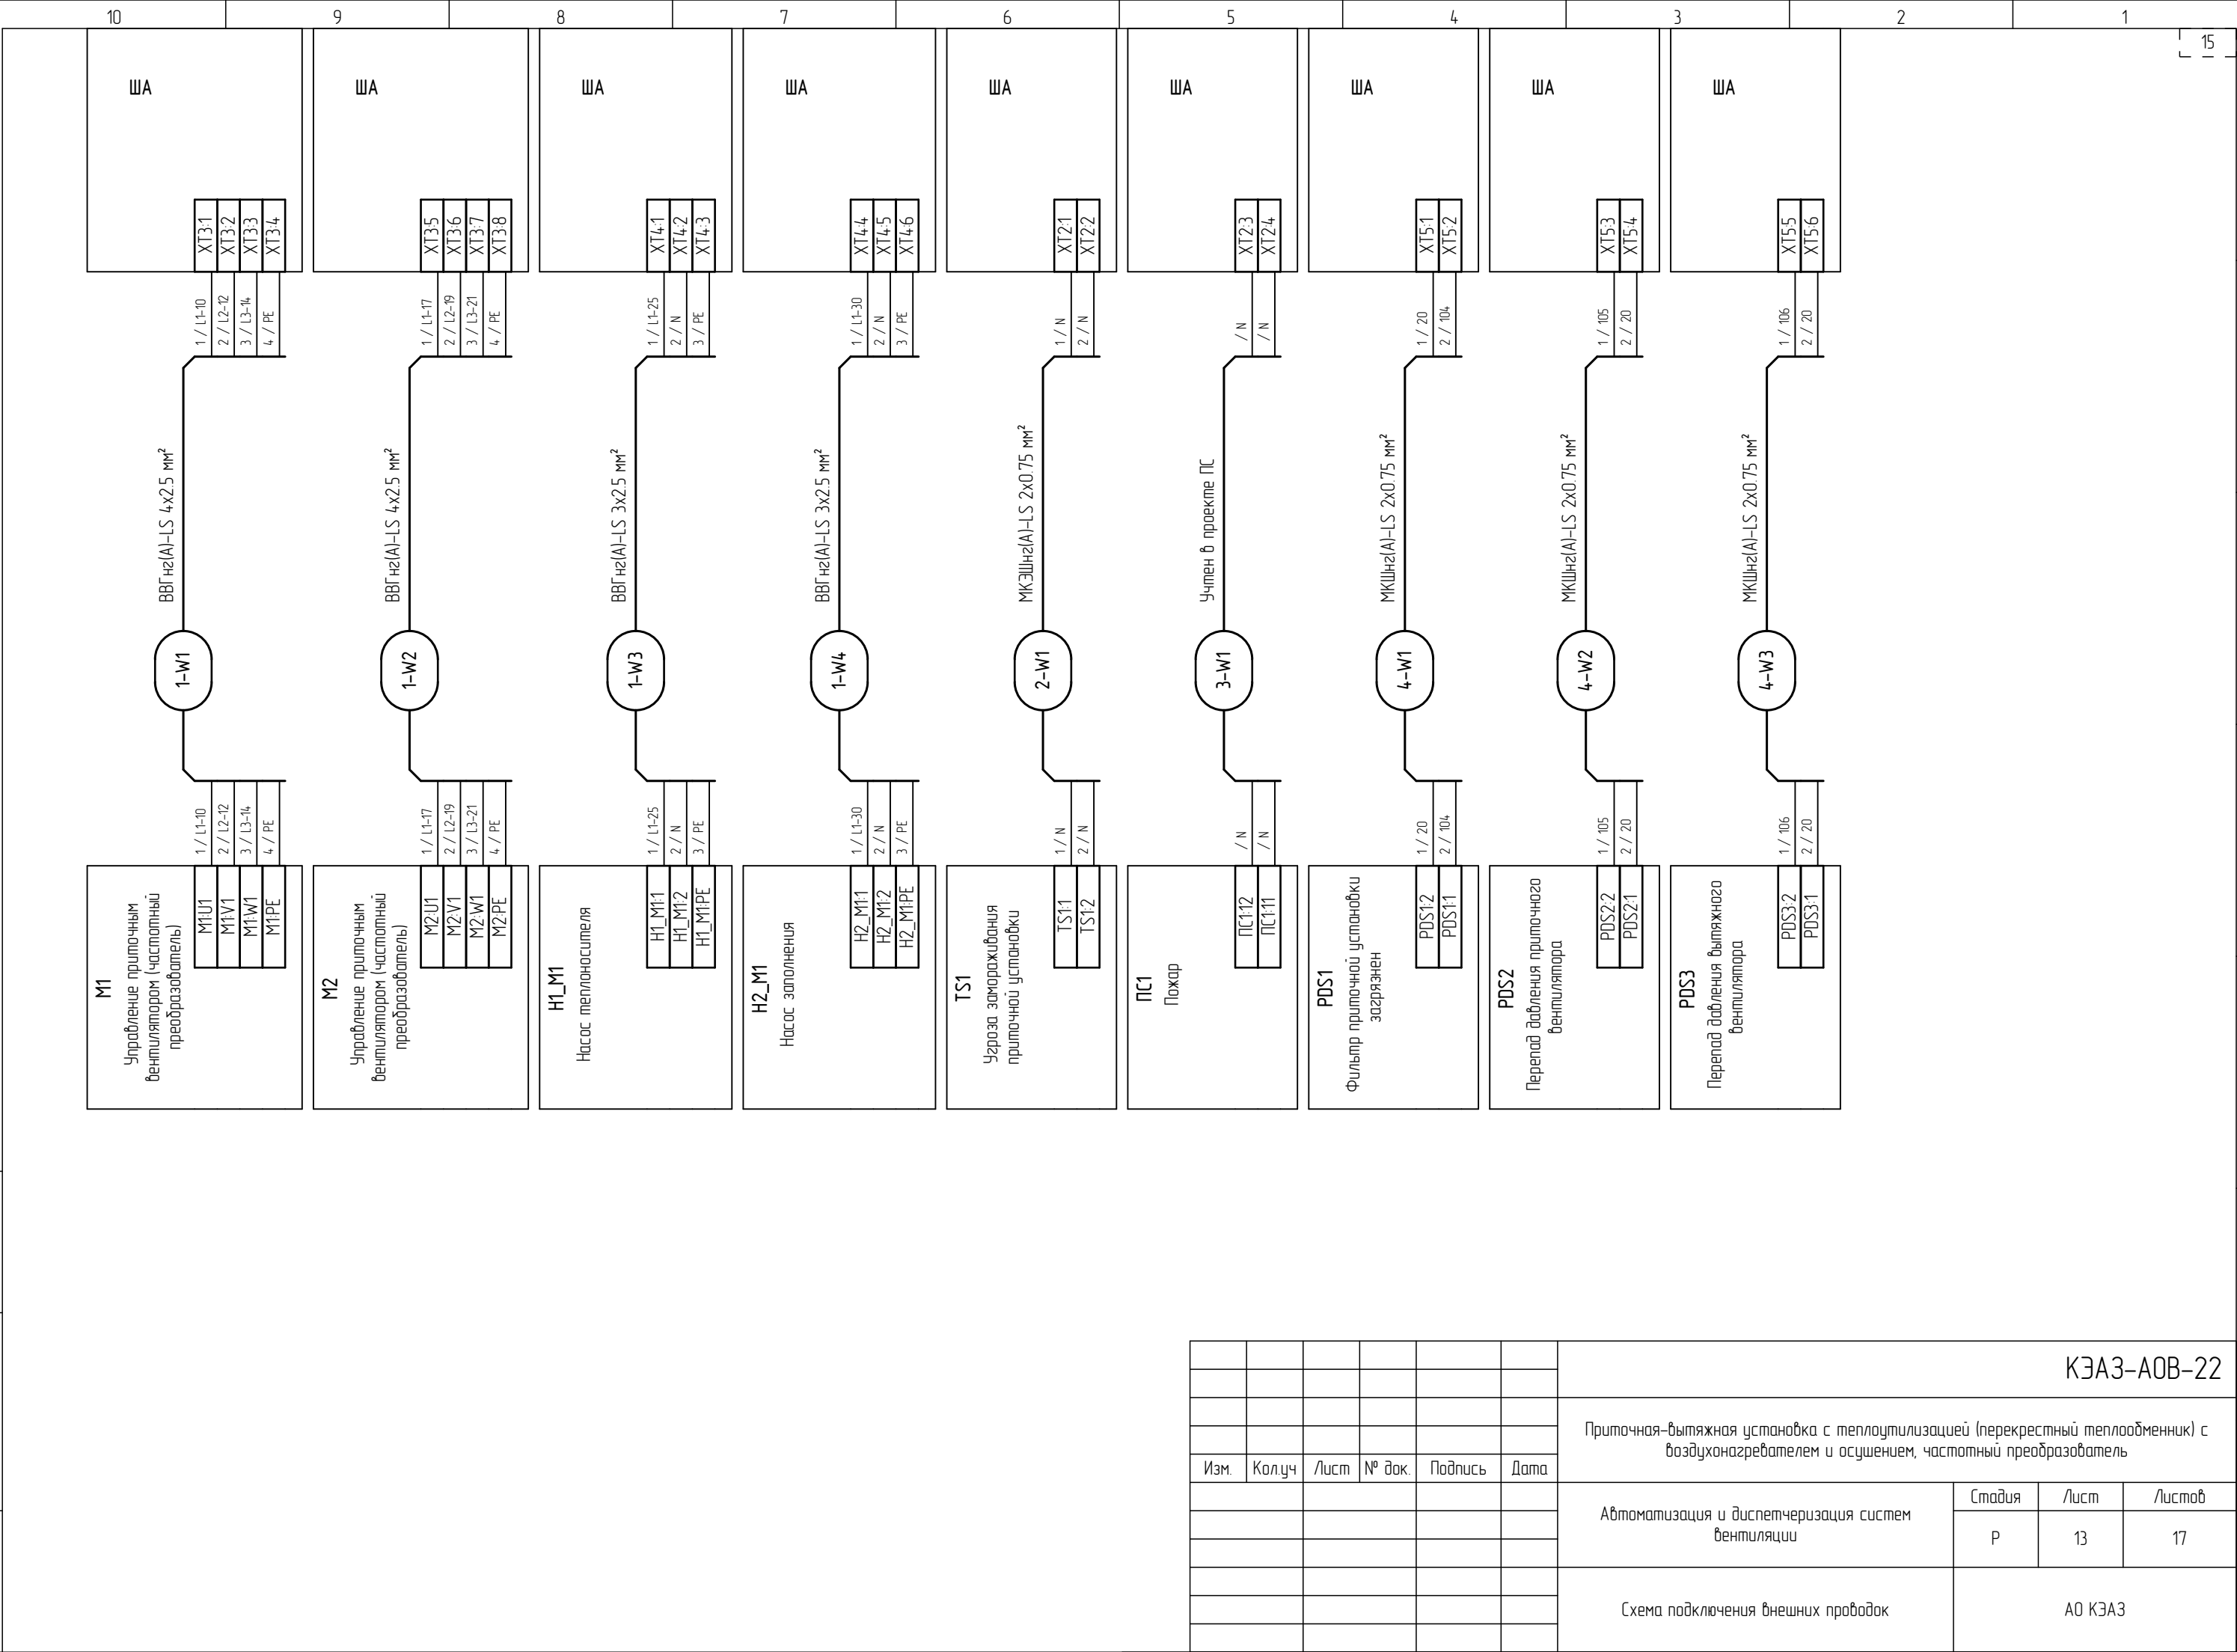 10 9 8 7 6 5 4 3 2 1
15
ША ША ША ША ША ША ША ША ША
XT3:1
XT3:2
XT3:3
XT3:4
XT3:5
XT3:6
XT3:7
XT3:8
XT4:1
XT4:2
XT4:3
XT4:4
XT4:5
XT4:6
XT2:1
XT2:2
XT2:3
XT2:4
XT5:1
XT5:2
XT5:3
XT5:4
XT5:5
XT5:6
1 / L1-10
2 / L2-12
3 / L3-14
4 / PE
1 / L1-17
2 / L2-19
3 / L3-21
4 / PE
1 / L1-25
2 / N
3 / PE
1 / L1-30
2 / N
3 / PE
1 / N
2 / N
/ N
/ N
1 / 20
2 / 104
1 / 105
2 / 20
1 / 106
2 / 20
ВВГнг(А)-LS 4x2.5 мм²
ВВГнг(А)-LS 4x2.5 мм²
ВВГнг(А)-LS 3x2.5 мм²
ВВГнг(А)-LS 3x2.5 мм²
МКЭШнг(А)-LS 2x0.75 мм²
Учтен в проекте ПС
МКШнг(А)-LS 2x0.75 мм²
МКШнг(А)-LS 2x0.75 мм²
МКШнг(А)-LS 2x0.75 мм²
1-W1
1-W2
1-W3
1-W4
2-W1
3-W1
4-W1
4-W2
4-W3
1 / L1-10
2 / L2-12
3 / L3-14
4 / PE
1 / L1-17
2 / L2-19
3 / L3-21
4 / PE
1 / L1-25
2 / N
3 / PE
1 / L1-30
2 / N
3 / PE
1 / N
2 / N
/ N
/ N
1 / 20
2 / 104
1 / 105
2 / 20
1 / 106
2 / 20
M1
Управление приточным
вентилятором (частотный
преобразователь)
M1:U1
M1:V1
M1:W1
M1:PE
M2
Управление приточным
вентилятором (частотный
преобразователь)
M2:U1
M2:V1
M2:W1
M2:PE
H1_M1
Насос теплоносителя
H1_M1:1
H1_M1:2
H1_M1:PE
H2_M1
Насос заполнения
H2_M1:1
H2_M1:2
H2_M1:PE
TS1
Угроза замораживания
приточной установки
TS1:1
TS1:2
ПС1
Пожар
ПС1:12
ПС1:11
PDS1
Фильтр приточной установки
загрязнен
PDS1:2
PDS1:1
PDS2
Перепад давления приточного
вентилятора
PDS2:2
PDS2:1
PDS3
Перепад давления вытяжного
вентилятора
PDS3:2
PDS3:1
КЭАЗ-АОВ-22
Приточная-вытяжная установка с теплоутилизацией (перекрестный теплообменник) с
воздухонагревателем и осушением, частотный преобразователь
Изм. Кол.уч Лист № док. Подпись Дата
Автоматизация и диспетчеризация систем
вентиляции
Стадия Лист Листов
Р 13 17
Схема подключения внешних проводок
АО КЭАЗ